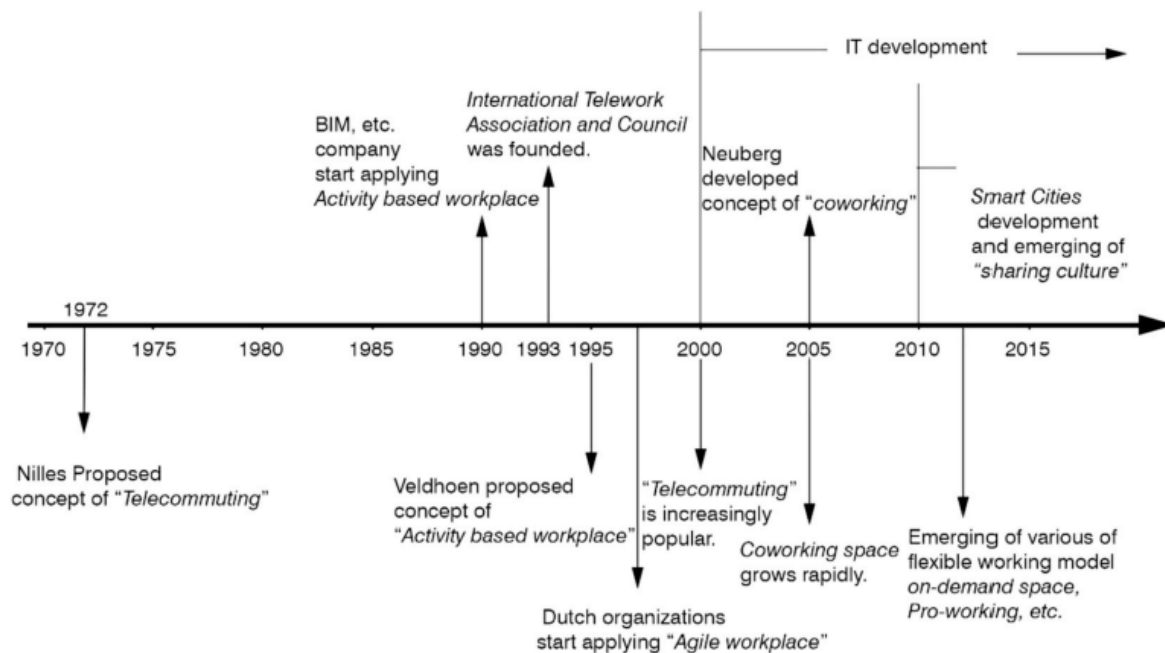 IT development
International Telework
Association and Council
was founded.
BIM, etc.
company
start applying
Activity based workplace
Neuberg
developed
concept of “coworking”
Smart Cities
development
and emerging of
“sharing culture”
1972
1970
1975
1980
1985
1990
1993
1995
2000
2005
2010
2015
Nilles Proposed
concept of “Telecommuting”
Veldhoen proposed
concept of
“Activity based workplace”
“Telecommuting”
is increasingly
popular.
Coworking space
grows rapidly.
Emerging of various of
flexible working model
on-demand space,
Pro-working, etc.
Dutch organizations
start applying “Agile workplace”